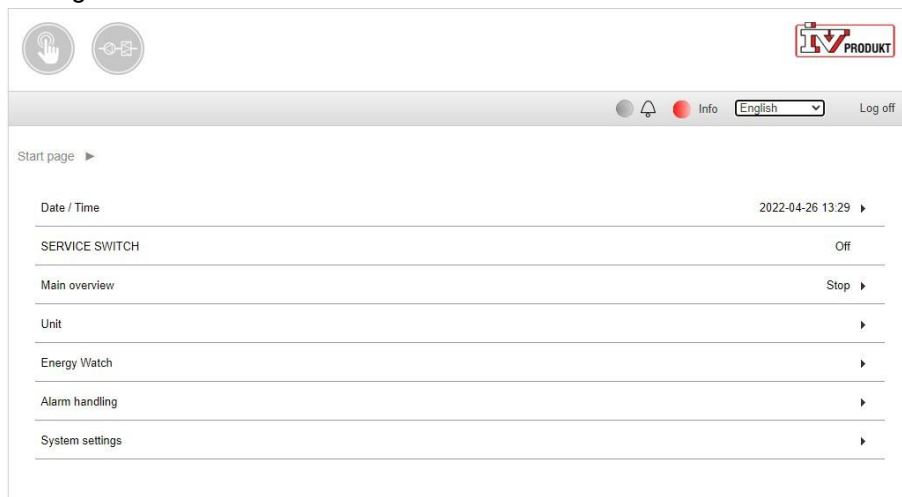 IV PRODUKT
Info English Log off
Start page
Date / Time 2022-04-26 13:29
SERVICE SWITCH Off
Main overview Stop
Unit
Energy Watch
Alarm handling
System settings